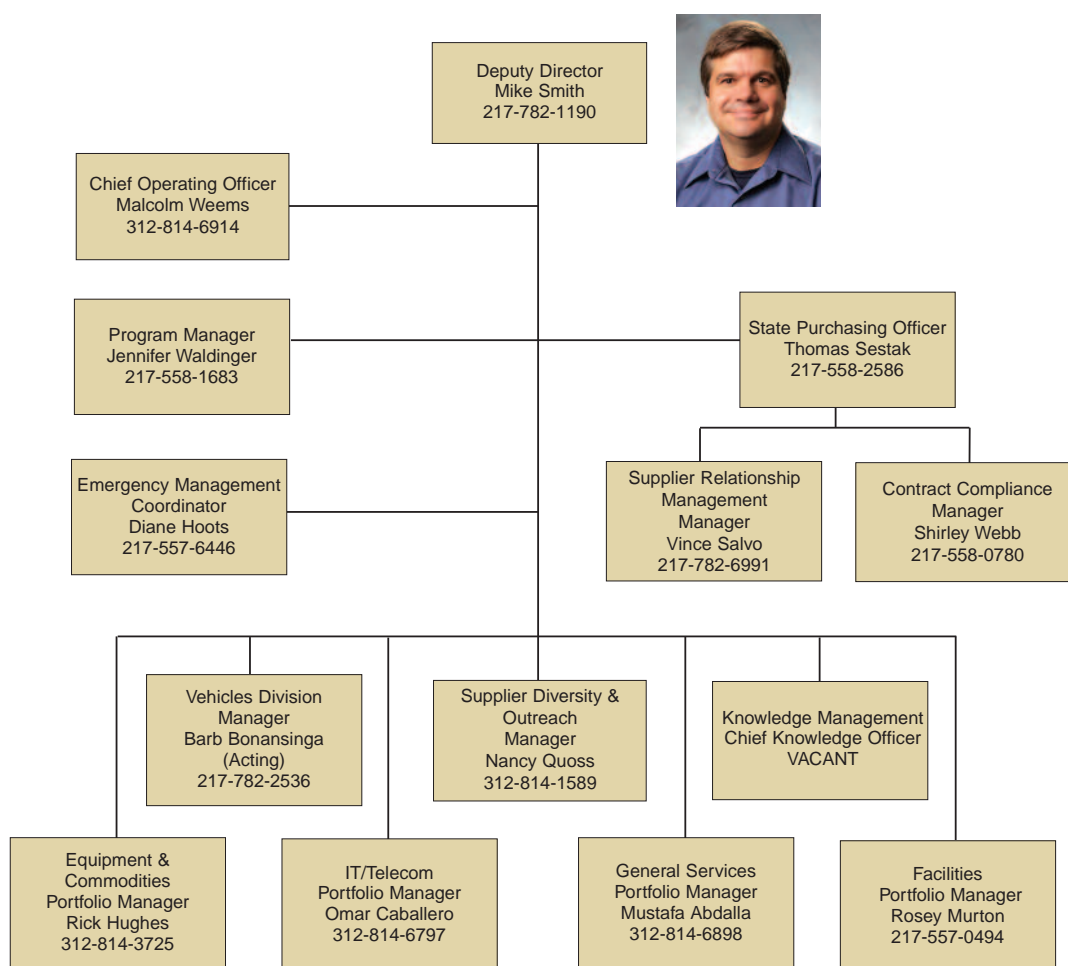 Deputy Director
Mike Smith
217-782-1190
Chief Operating Officer
Malcolm Weems
312-814-6914
Program Manager
Jennifer Waldinger
217-558-1683
State Purchasing Officer
Thomas Sestak
217-558-2586
Emergency Management
Coordinator
Diane Hoots
217-557-6446
Supplier Relationship
Management
Manager
Vince Salvo
217-782-6991
Contract Compliance
Manager
Shirley Webb
217-558-0780
Vehicles Division
Manager
Barb Bonansinga
(Acting)
217-782-2536
Supplier Diversity &
Outreach
Manager
Nancy Quoss
312-814-1589
Knowledge Management
Chief Knowledge Officer
VACANT
Equipment &
Commodities
Portfolio Manager
Rick Hughes
312-814-3725
IT/Telecom
Portfolio Manager
Omar Caballero
312-814-6797
General Services
Portfolio Manager
Mustafa Abdalla
312-814-6898
Facilities
Portfolio Manager
Rosey Murton
217-557-0494